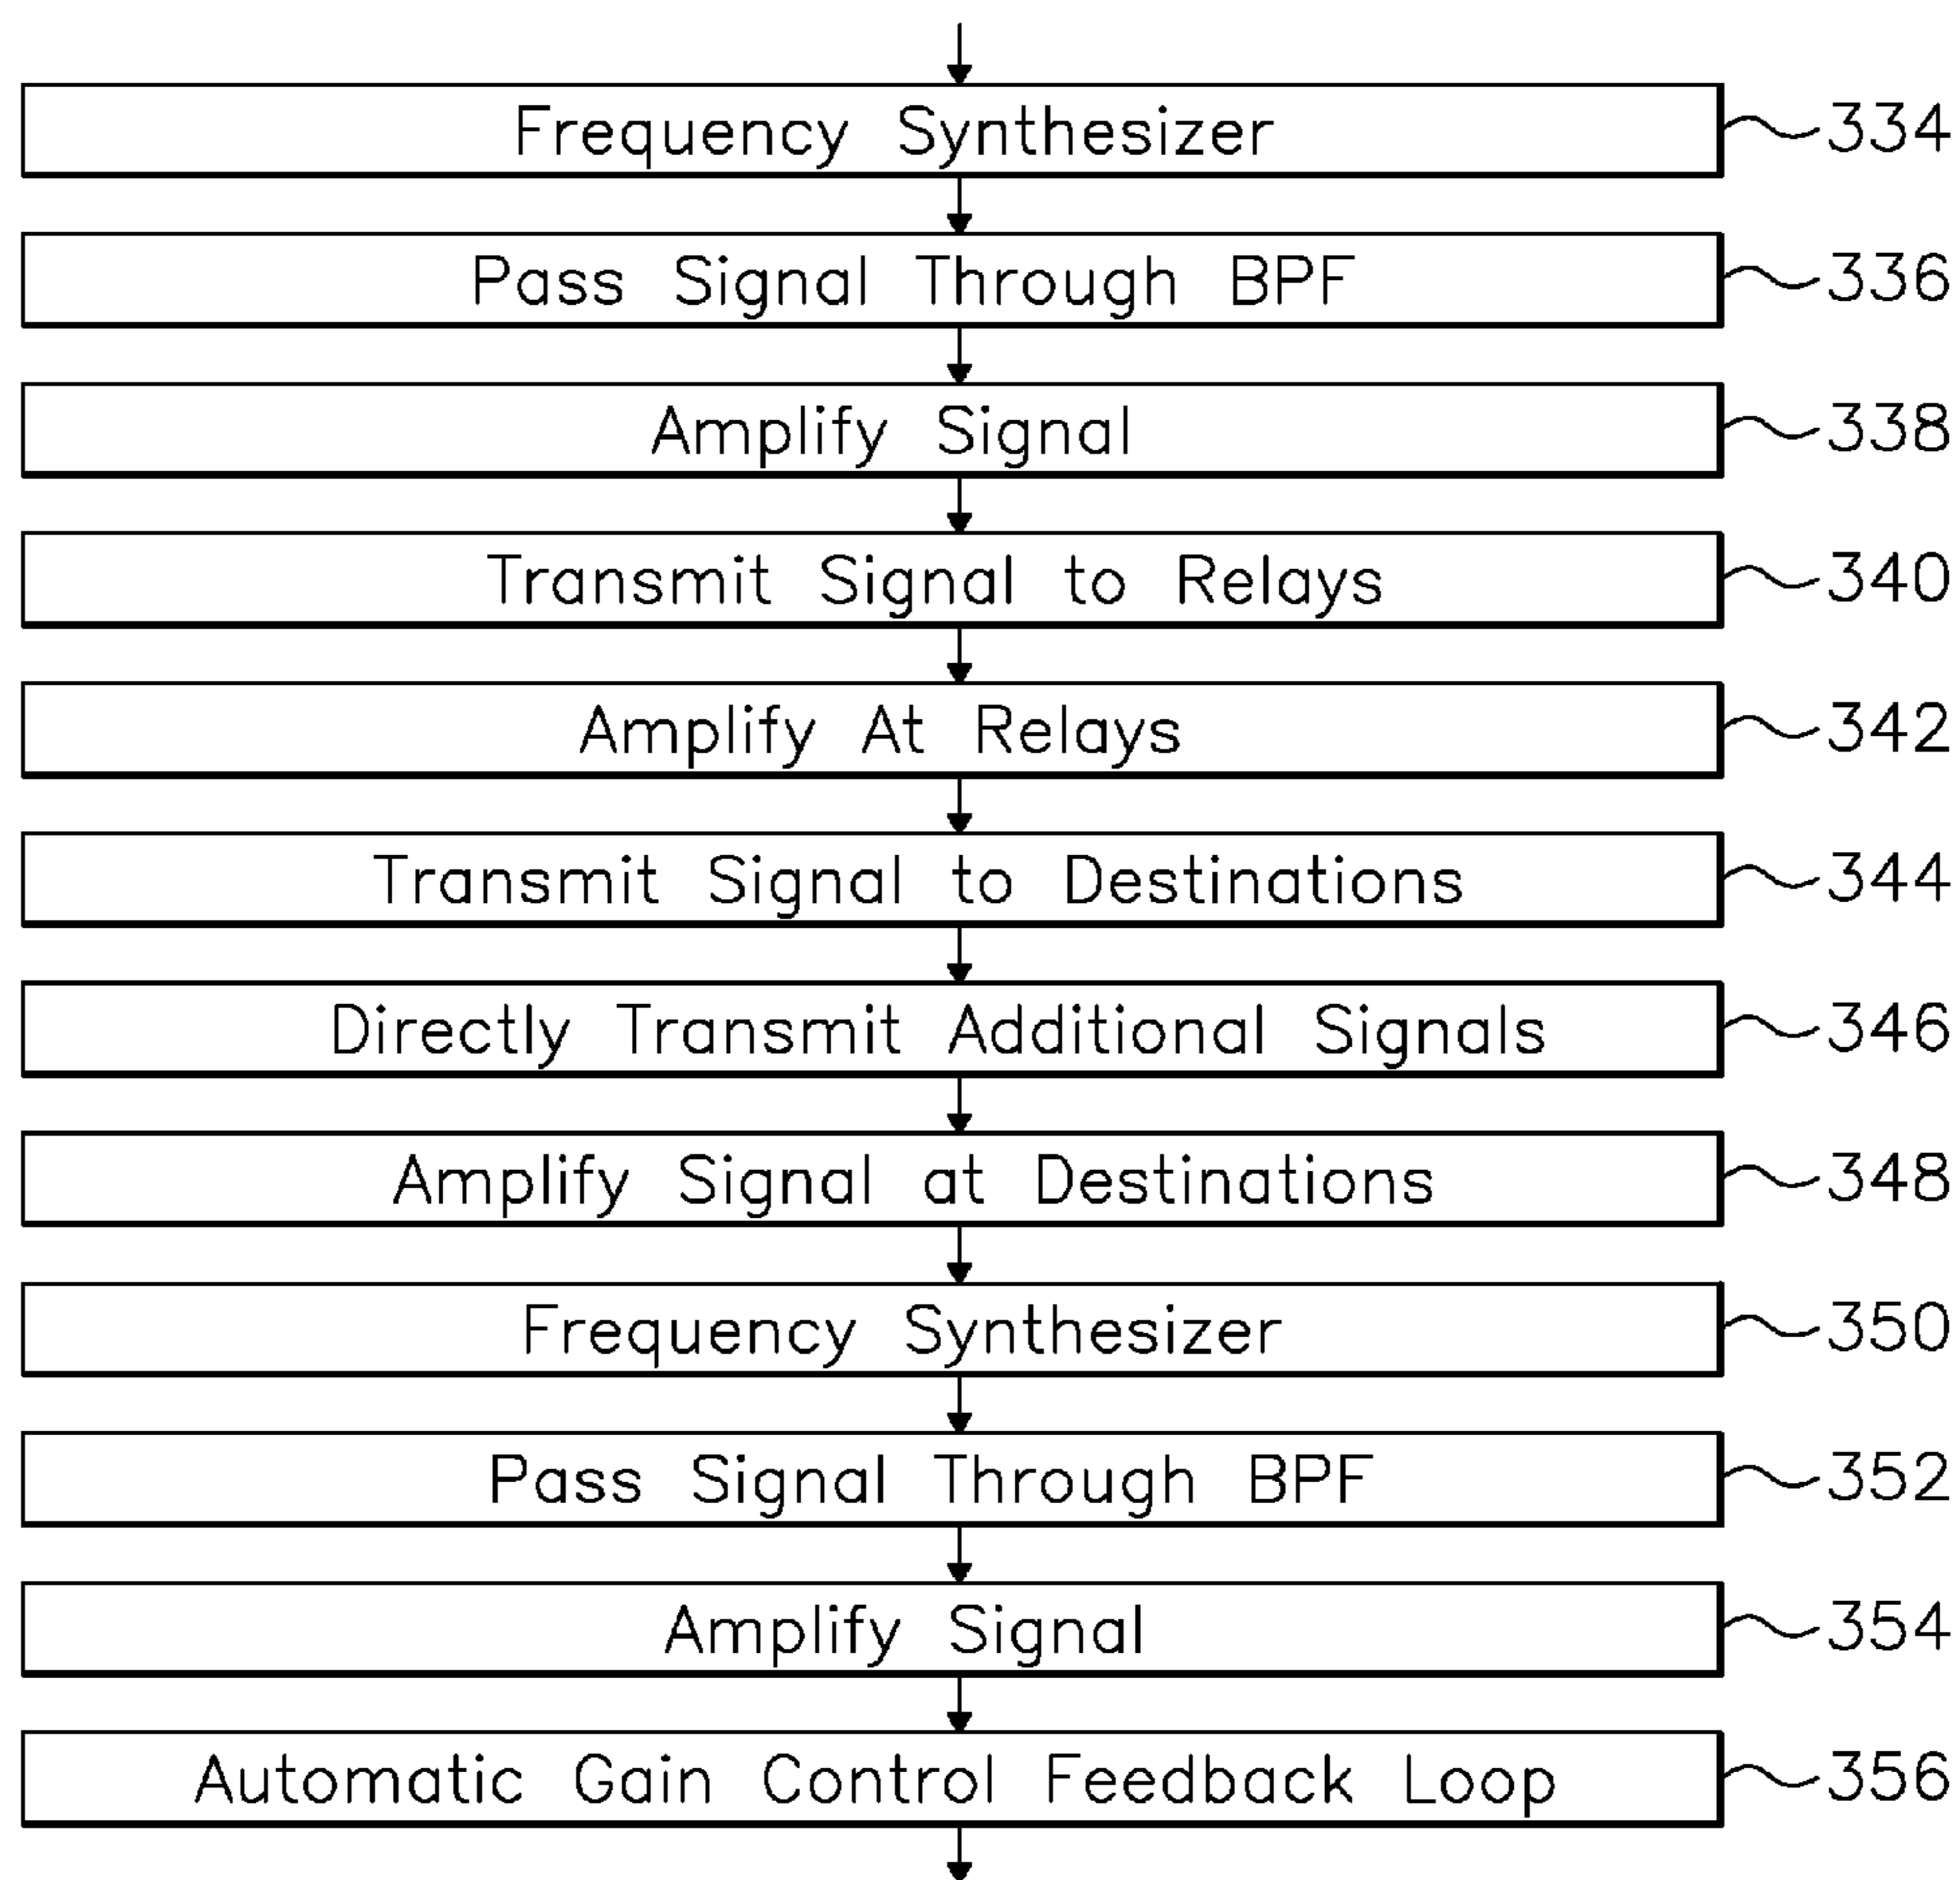 Frequency Synthesizer 334
Pass Signal Through BPF 336
Amplify Signal 338
Transmit Signal to Relays 340
Amplify At Relays 342
Transmit Signal to Destinations 344
Directly Transmit Additional Signals 346
Amplify Signal at Destinations 348
Frequency Synthesizer 350
Pass Signal Through BPF 352
Amplify Signal 354
Automatic Gain Control Feedback Loop 356